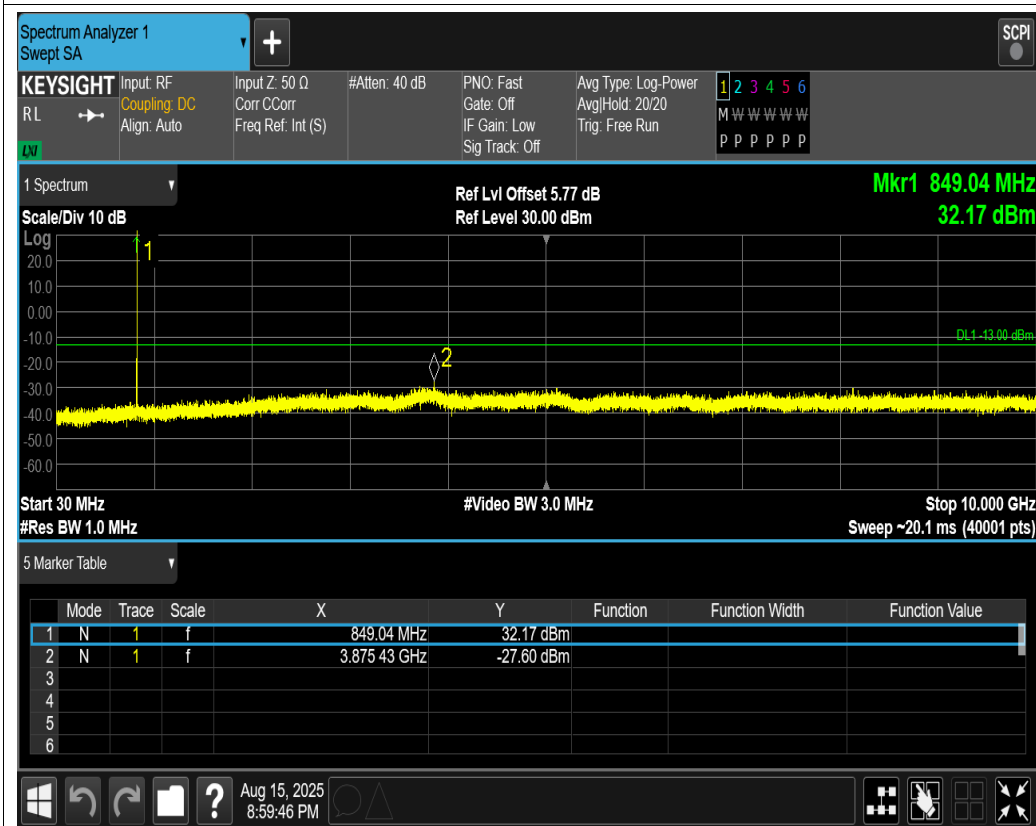 Spectrum Analyzer 1
Swept SA
+
SCPI
KEYSIGHT Input: RF Input Z: 50 Ω #Atten: 40 dB PNO: Fast Avg Type: Log-Power 1 2 3 4 5 6
RL Coupling: DC Corr CCorr Gate: Off Avg|Hold: 20/20 M W W W W W
Align: Auto Freq Ref: Int (S) IF Gain: Low Trig: Free Run P P P P P P
LXI Sig Track: Off
1 Spectrum Ref Lvl Offset 5.77 dB Mkr1 849.04 MHz
Scale/Div 10 dB Ref Level 30.00 dBm 32.17 dBm
Log
1
20.0
10.0
0.00
-10.0 DL1 -13.00 dBm
2
-20.0
-30.0
-40.0
-50.0
-60.0
Start 30 MHz #Video BW 3.0 MHz Stop 10.000 GHz
#Res BW 1.0 MHz Sweep ~20.1 ms (40001 pts)
5 Marker Table
Mode Trace Scale X Y Function Function Width Function Value
1 N 1 f 849.04 MHz 32.17 dBm
2 N 1 f 3.875 43 GHz -27.60 dBm
3
4
5
6
? Aug 15, 2025
8:59:46 PM